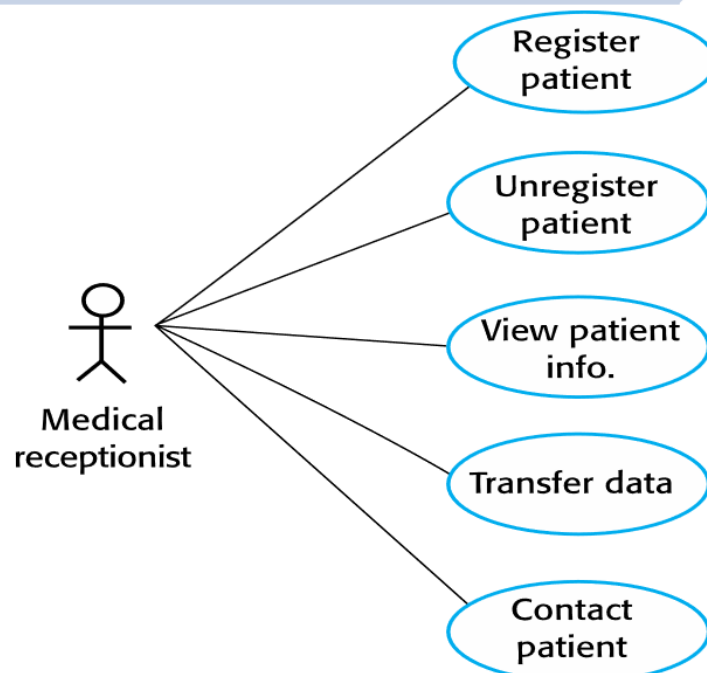 Register
patient
Unregister
patient
View patient
info.
Medical
receptionist
Transfer data
Contact
patient